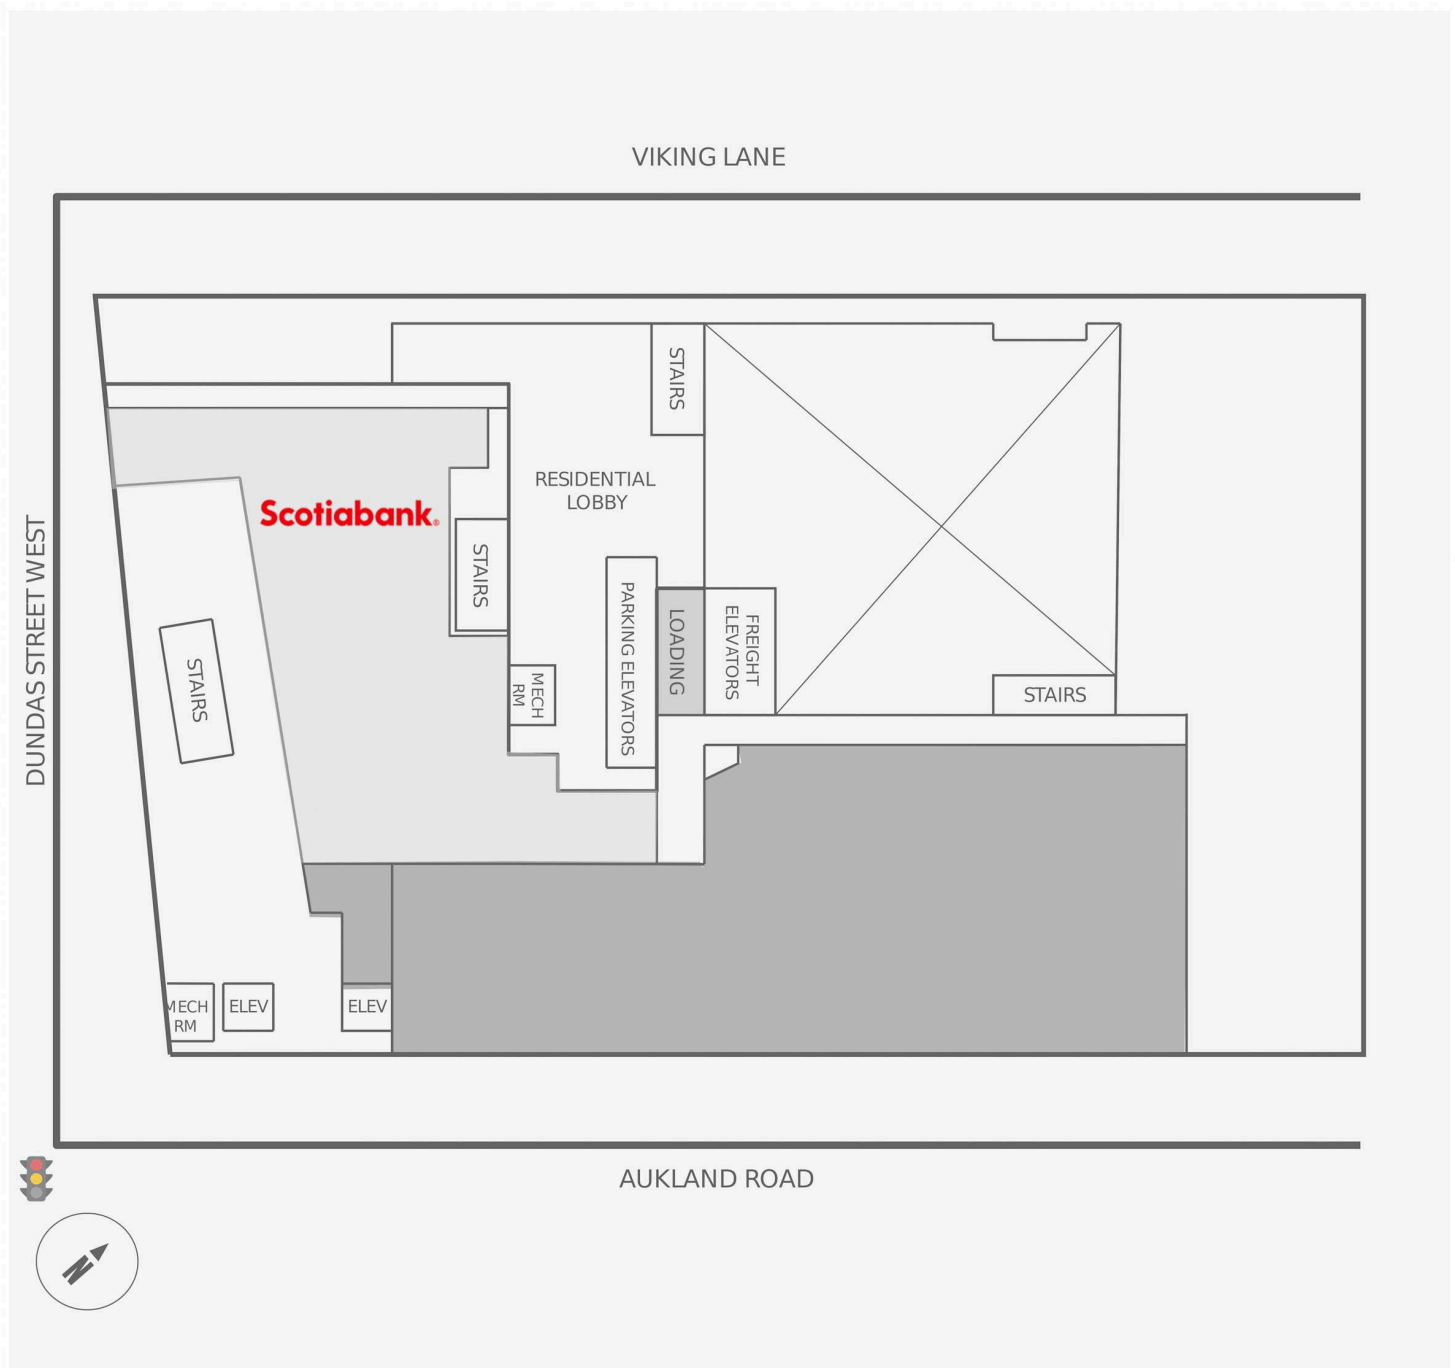 VIKING LANE
STAIRS
RESIDENTIAL
LOBBY
Scotiabank®
STAIRS
DUNDAS STREET WEST
STAIRS
PARKING ELEVATORS
LOADING
FREIGHT
ELEVATORS
MECH
RM
STAIRS
MECH
RM
ELEV
ELEV
AUKLAND ROAD
N